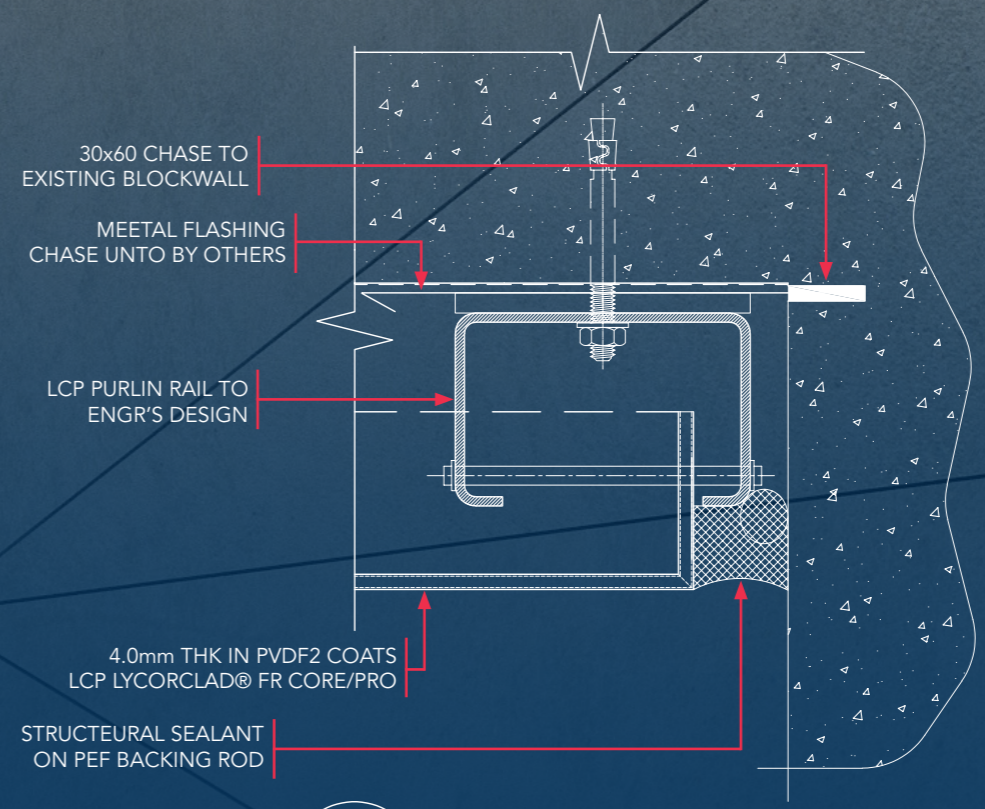 30x60 CHASE TO
EXISTING BLOCKWALL
MEETAL FLASHING
CHASE UNTO BY OTHERS
LCP PURLIN RAIL TO
ENGR'S DESIGN
4.0mm THK IN PVDF2 COATS
LCP LYCORCLAD® FR CORE/PRO
STRUCTEURAL SEALANT
ON PEF BACKING ROD